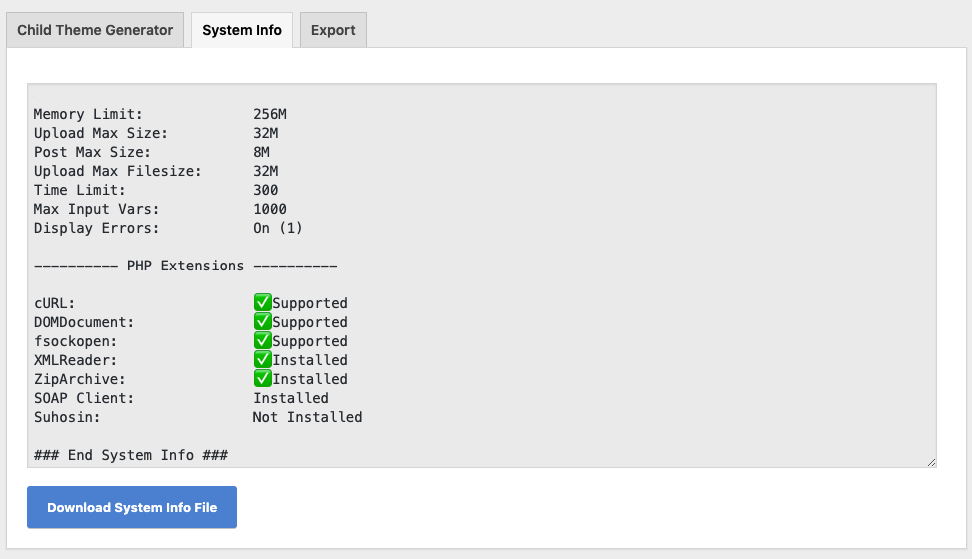 Child Theme Generator
System Info
Export
Memory Limit: 256M
Upload Max Size: 32M
Post Max Size: 8M
Upload Max Filesize: 32M
Time Limit: 300
Max Input Vars: 1000
Display Errors: On (1)
---------- PHP Extensions ----------
cURL: ✅Supported
DOMDocument: ✅Supported
fsockopen: ✅Supported
XMLReader: ✅Installed
ZipArchive: ✅Installed
SOAP Client: Installed
Suhosin: Not Installed
### End System Info ###
Download System Info File